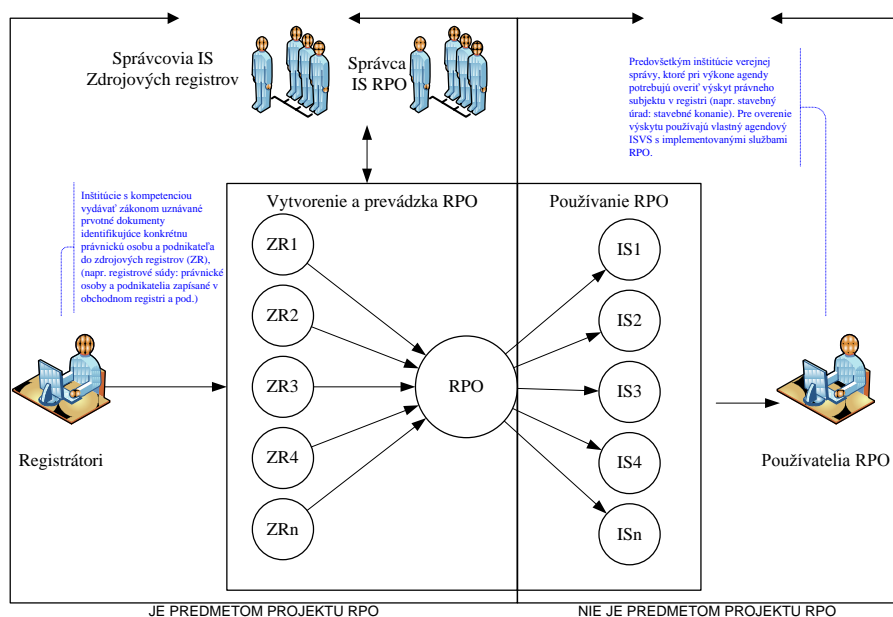 Správcovia IS
Zdrojových registrov
Správca
IS RPO
Predovšetkým inštitúcie verejnej
správy, ktoré pri výkone agendy
potrebujú overiť výskyt právneho
subjektu v registri (napr. stavebný
úrad: stavebné konanie). Pre overenie
výskytu používajú vlastný agendový
ISVS s implementovanými službami
RPO.
Inštitúcie s kompetenciou
vydávať zákonom uznávané
prvotné dokumenty
identifikujúce konkrétnu
právnickú osobu a podnikateľa
do zdrojových registrov (ZR),
(napr. registrové súdy: právnické
osoby a podnikatelia zapísané v
obchodnom registri a pod.)
Vytvorenie a prevádzka RPO
Používanie RPO
ZR1
ZR2
ZR3
ZR4
ZRn
RPO
IS1
IS2
IS3
IS4
ISn
Registrátori
Používatelia RPO
JE PREDMETOM PROJEKTU RPO
NIE JE PREDMETOM PROJEKTU RPO